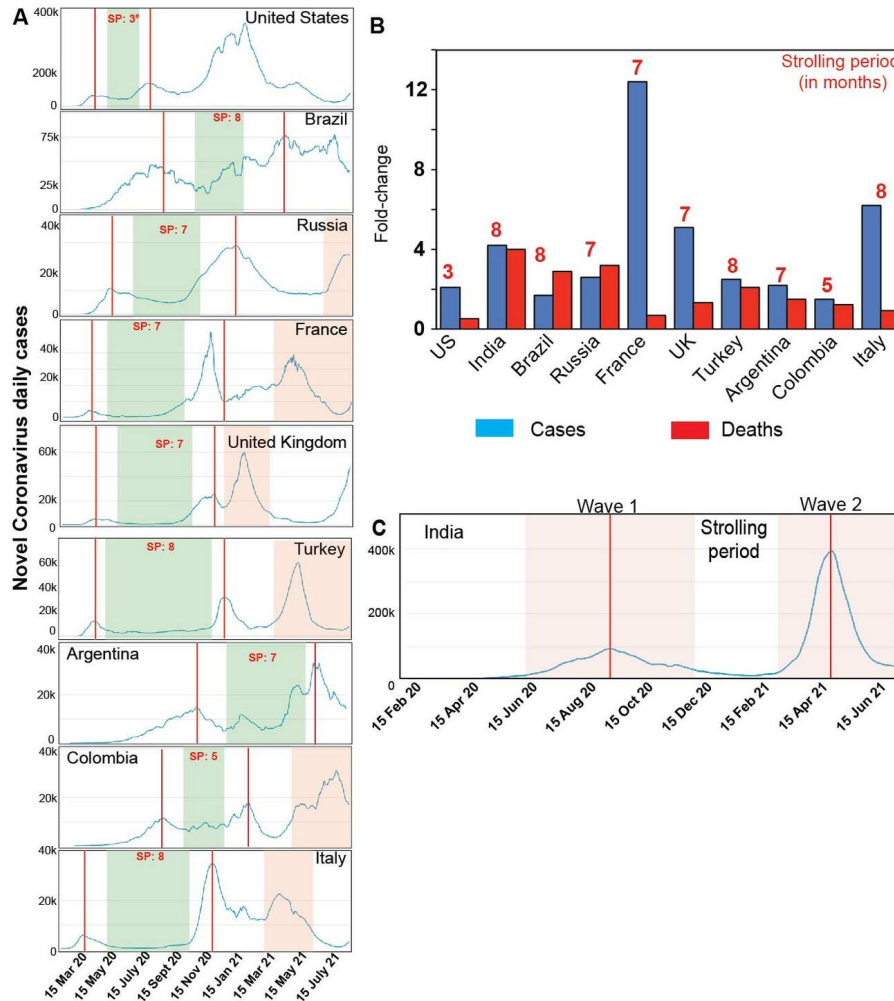 A
Novel Coronavirus daily cases
United States
SP: 3#
400k
200k
0
Brazil
SP: 8
75k
50k
25k
0
Russia
SP: 7
40k
20k
0
France
SP: 7
40k
20k
0
United Kingdom
SP: 7
60k
40k
20k
0
Turkey
SP: 8
60k
40k
20k
0
Argentina
SP: 7
40k
20k
0
Colombia
SP: 5
40k
20k
0
Italy
SP: 8
40k
20k
0
15 Mar 20
15 May 20
15 July 20
15 Sept 20
15 Nov 20
15 Jan 21
15 Mar 21
15 May 21
15 July 21
B
Strolling period
(in months)
Fold-change
12
8
4
0
3
8
8
7
7
7
8
7
5
8
US
India
Brazil
Russia
France
UK
Turkey
Argentina
Colombia
Italy
Cases
Deaths
C
India
Wave 1
Strolling
period
Wave 2
400k
200k
0
15 Feb 20
15 Apr 20
15 Jun 20
15 Aug 20
15 Oct 20
15 Dec 20
15 Feb 21
15 Apr 21
15 Jun 21